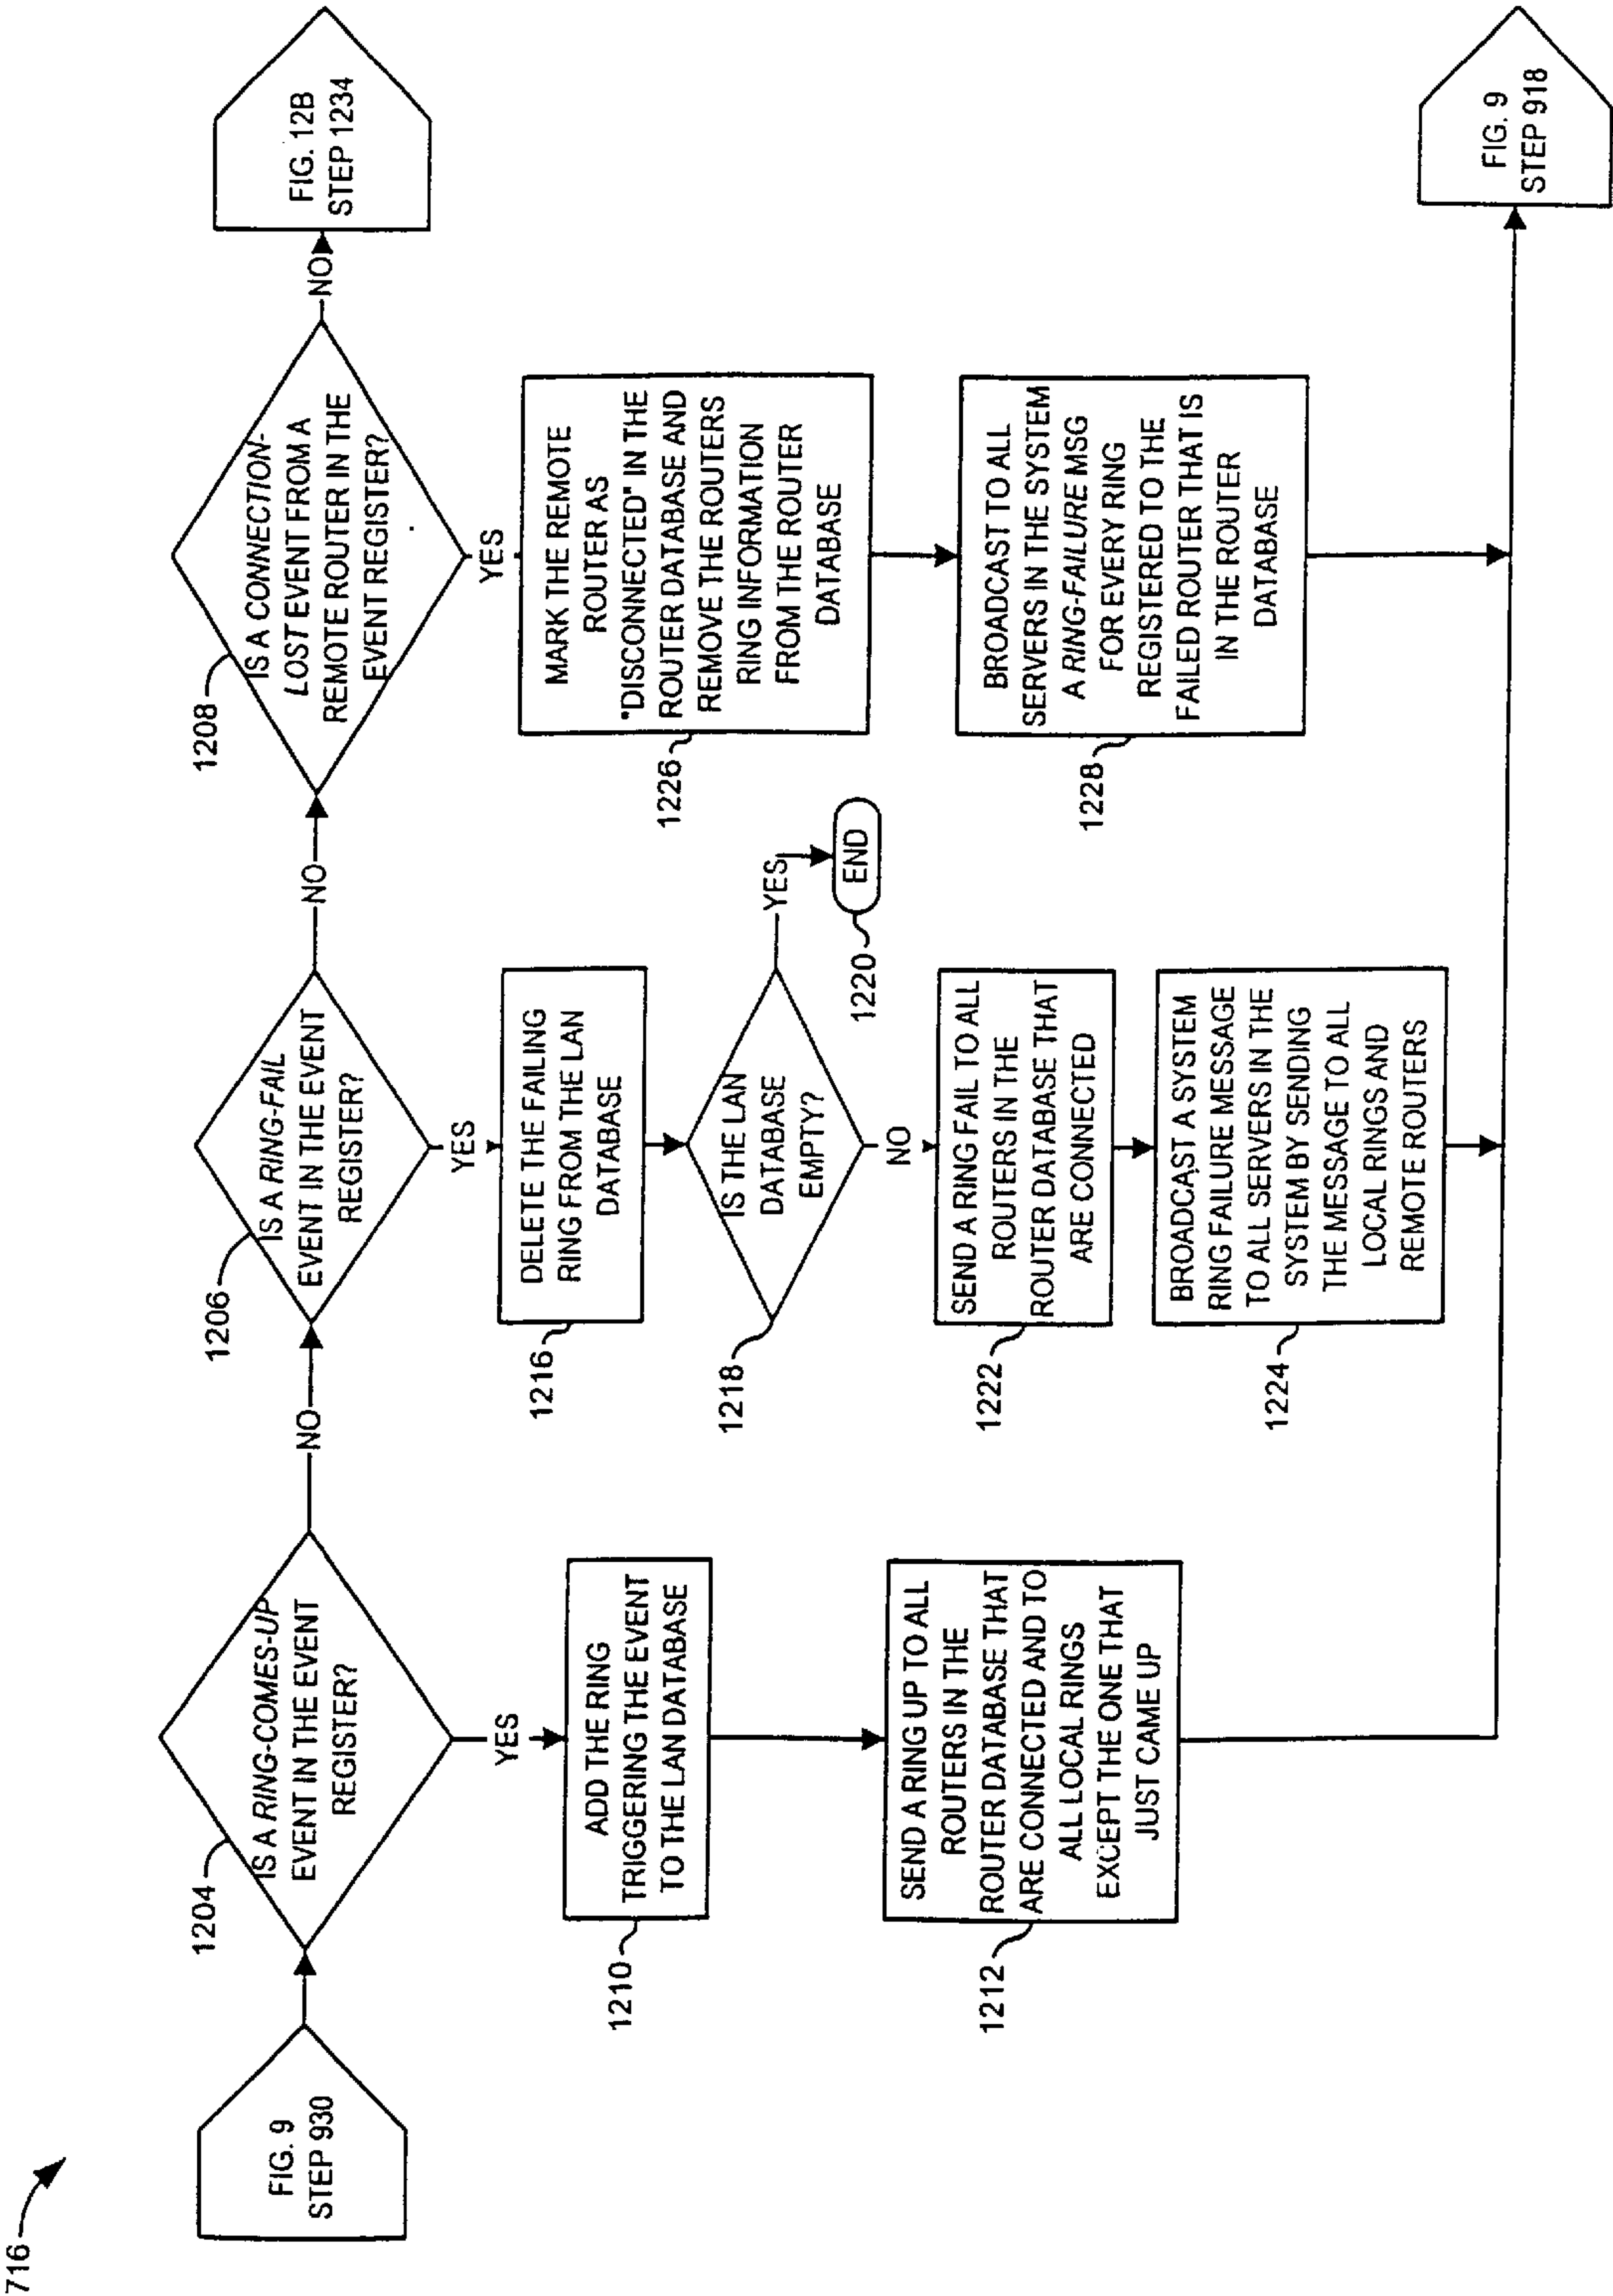 716
FIG. 9
STEP 930
1204
IS A RING-COMES-UP
EVENT IN THE EVENT
REGISTER?
NO
1206
IS A RING-FAIL
EVENT IN THE EVENT
REGISTER?
NO
1208
IS A CONNECTION-
LOST EVENT FROM A
REMOTE ROUTER IN THE
EVENT REGISTER?
NO
FIG. 12B
STEP 1234
YES
1210
ADD THE RING
TRIGGERING THE EVENT
TO THE LAN DATABASE
1212
SEND A RING UP TO ALL
ROUTERS IN THE
ROUTER DATABASE THAT
ARE CONNECTED AND TO
ALL LOCAL RINGS
EXCEPT THE ONE THAT
JUST CAME UP
YES
1216
DELETE THE FAILING
RING FROM THE LAN
DATABASE
1218
IS THE LAN
DATABASE
EMPTY?
YES
END
1220
NO
1222
SEND A RING FAIL TO ALL
ROUTERS IN THE
ROUTER DATABASE THAT
ARE CONNECTED
1224
BROADCAST A SYSTEM
RING FAILURE MESSAGE
TO ALL SERVERS IN THE
SYSTEM BY SENDING
THE MESSAGE TO ALL
LOCAL RINGS AND
REMOTE ROUTERS
YES
1226
MARK THE REMOTE
ROUTER AS
"DISCONNECTED" IN THE
ROUTER DATABASE AND
REMOVE THE ROUTERS
RING INFORMATION
FROM THE ROUTER
DATABASE
1228
BROADCAST TO ALL
SERVERS IN THE SYSTEM
A RING-FAILURE MSG
FOR EVERY RING
REGISTERED TO THE
FAILED ROUTER THAT IS
IN THE ROUTER
DATABASE
FIG. 9
STEP 918